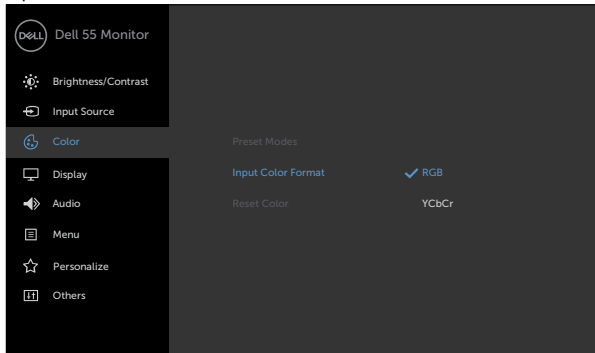 DELL Dell 55 Monitor
Brightness/Contrast
Input Source
Color
Preset Modes
Display
Input Color Format
RGB
Audio
Reset Color
YCbCr
Menu
Personalize
Others